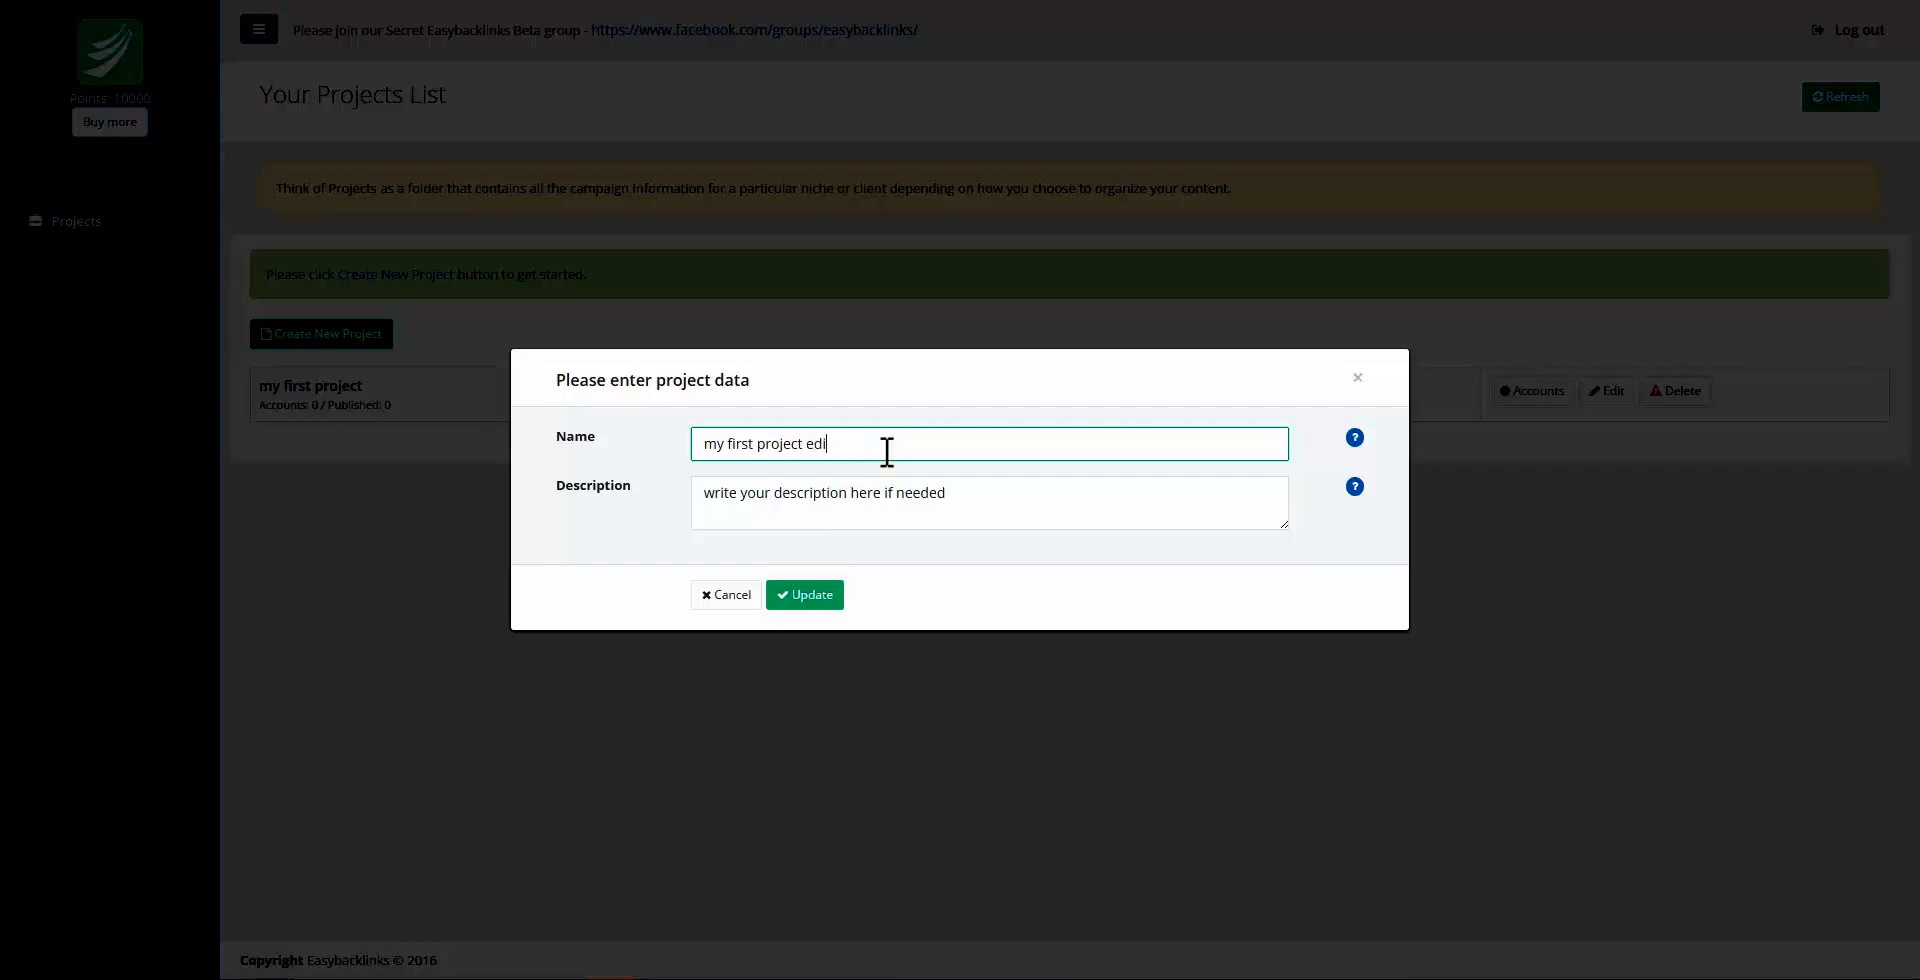 Please join our Secret Easybacklinks Beta group - https://www.facebook.com/groups/easybacklinks/
Log out
Points: 10000
Buy more
Your Projects List
Refresh
Think of Projects as a folder that contains all the campaign information for a particular niche or client depending on how you choose to organize your content.
Projects
Please click Create New Project button to get started.
Create New Project
my first project
Accounts: 0 / Published: 0
Accounts
Edit
Delete
Please enter project data
×
Name
my first project edi
?
Description
write your description here if needed
?
Cancel
Update
Copyright Easybacklinks © 2016